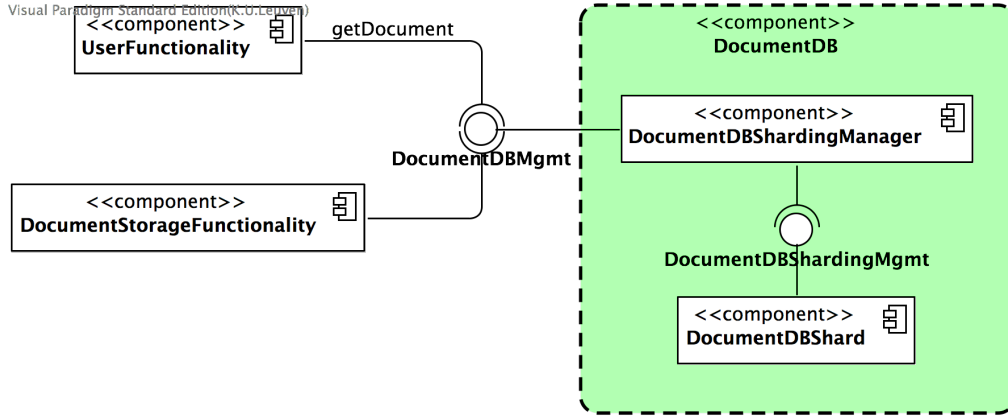 Visual Paradigm Standard Edition(K.U.Leuven)
<<component>>
UserFunctionality
getDocument
<<component>>
DocumentDB
<<component>>
DocumentDBShardingManager
DocumentDBMgmt
<<component>>
DocumentStorageFunctionality
DocumentDBShardingMgmt
<<component>>
DocumentDBShard